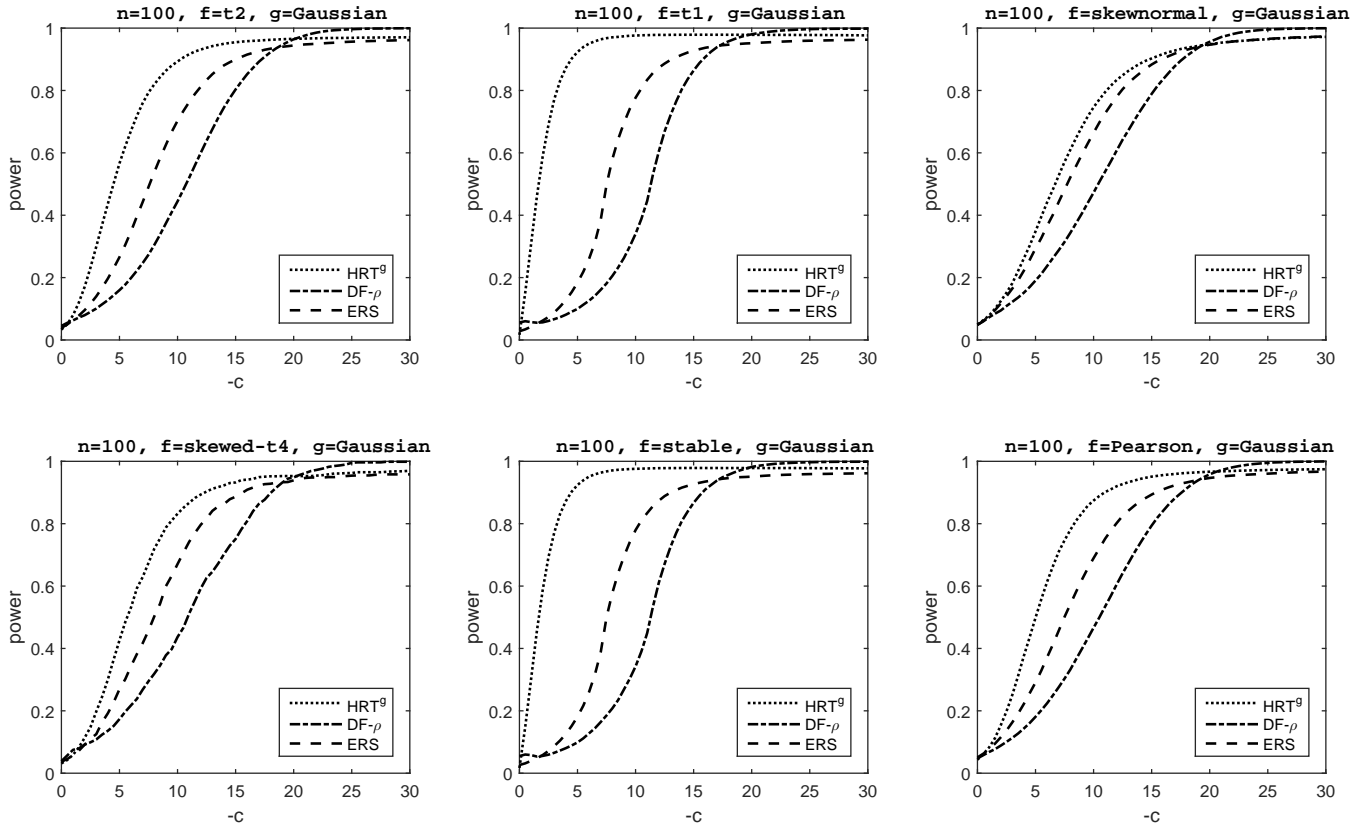 n=100, f=t2, g=Gaussian
1
0.8
0.6
0.4
0.2
0
power
HRTᵍ
DF-ρ
ERS
0 5 10 15 20 25 30
-c
n=100, f=t1, g=Gaussian
1
0.8
0.6
0.4
0.2
0
power
HRTᵍ
DF-ρ
ERS
0 5 10 15 20 25 30
-c
n=100, f=skewnormal, g=Gaussian
1
0.8
0.6
0.4
0.2
0
power
HRTᵍ
DF-ρ
ERS
0 5 10 15 20 25 30
-c
n=100, f=skewed-t4, g=Gaussian
1
0.8
0.6
0.4
0.2
0
power
HRTᵍ
DF-ρ
ERS
0 5 10 15 20 25 30
-c
n=100, f=stable, g=Gaussian
1
0.8
0.6
0.4
0.2
0
power
HRTᵍ
DF-ρ
ERS
0 5 10 15 20 25 30
-c
n=100, f=Pearson, g=Gaussian
1
0.8
0.6
0.4
0.2
0
power
HRTᵍ
DF-ρ
ERS
0 5 10 15 20 25 30
-c